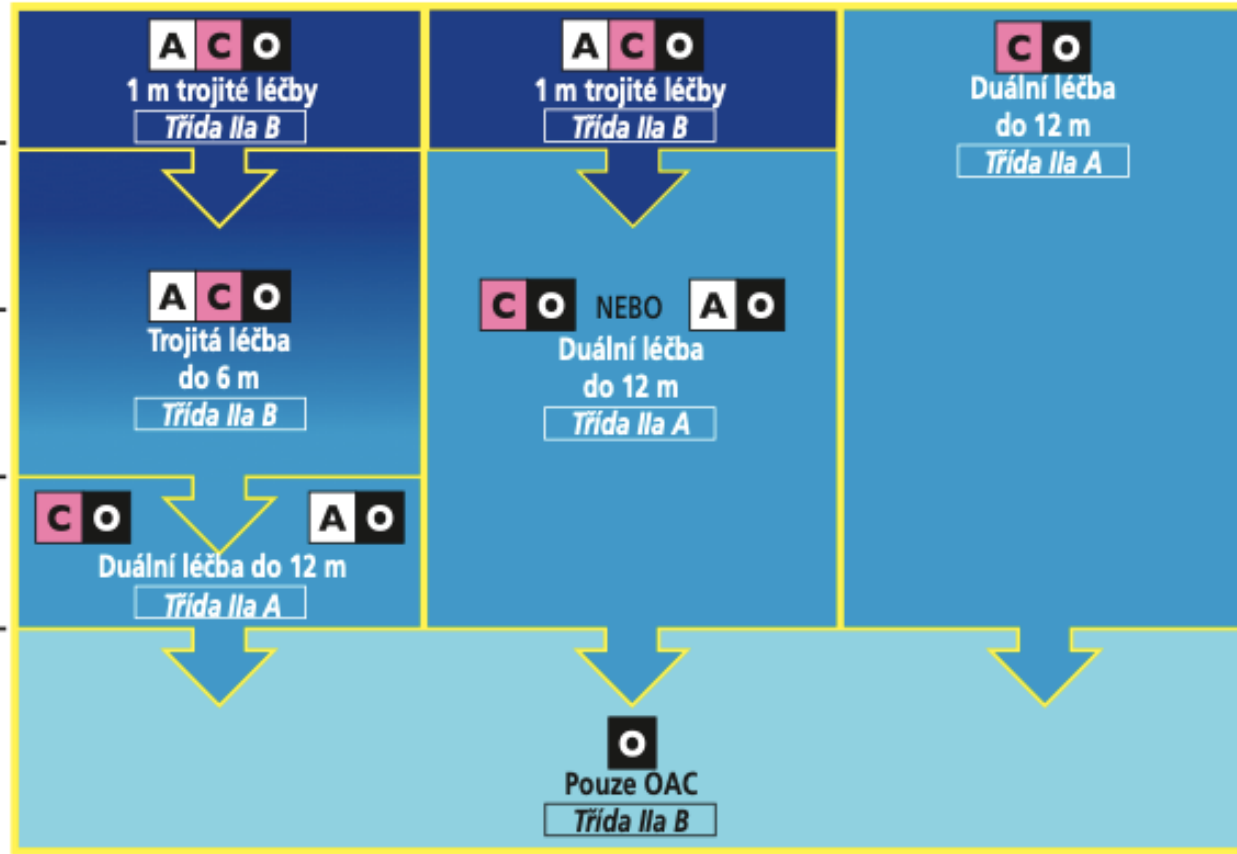 A C O
1 m trojité léčby
Třída IIa B
A C O
Trojitá léčba
do 6 m
Třída IIa B
C O
A O
Duální léčba do 12 m
Třída IIa A
A C O
1 m trojité léčby
Třída IIa B
C O NEBO A O
Duální léčba
do 12 m
Třída IIa A
C O
Duální léčba
do 12 m
Třída IIa A
O
Pouze OAC
Třída IIa B